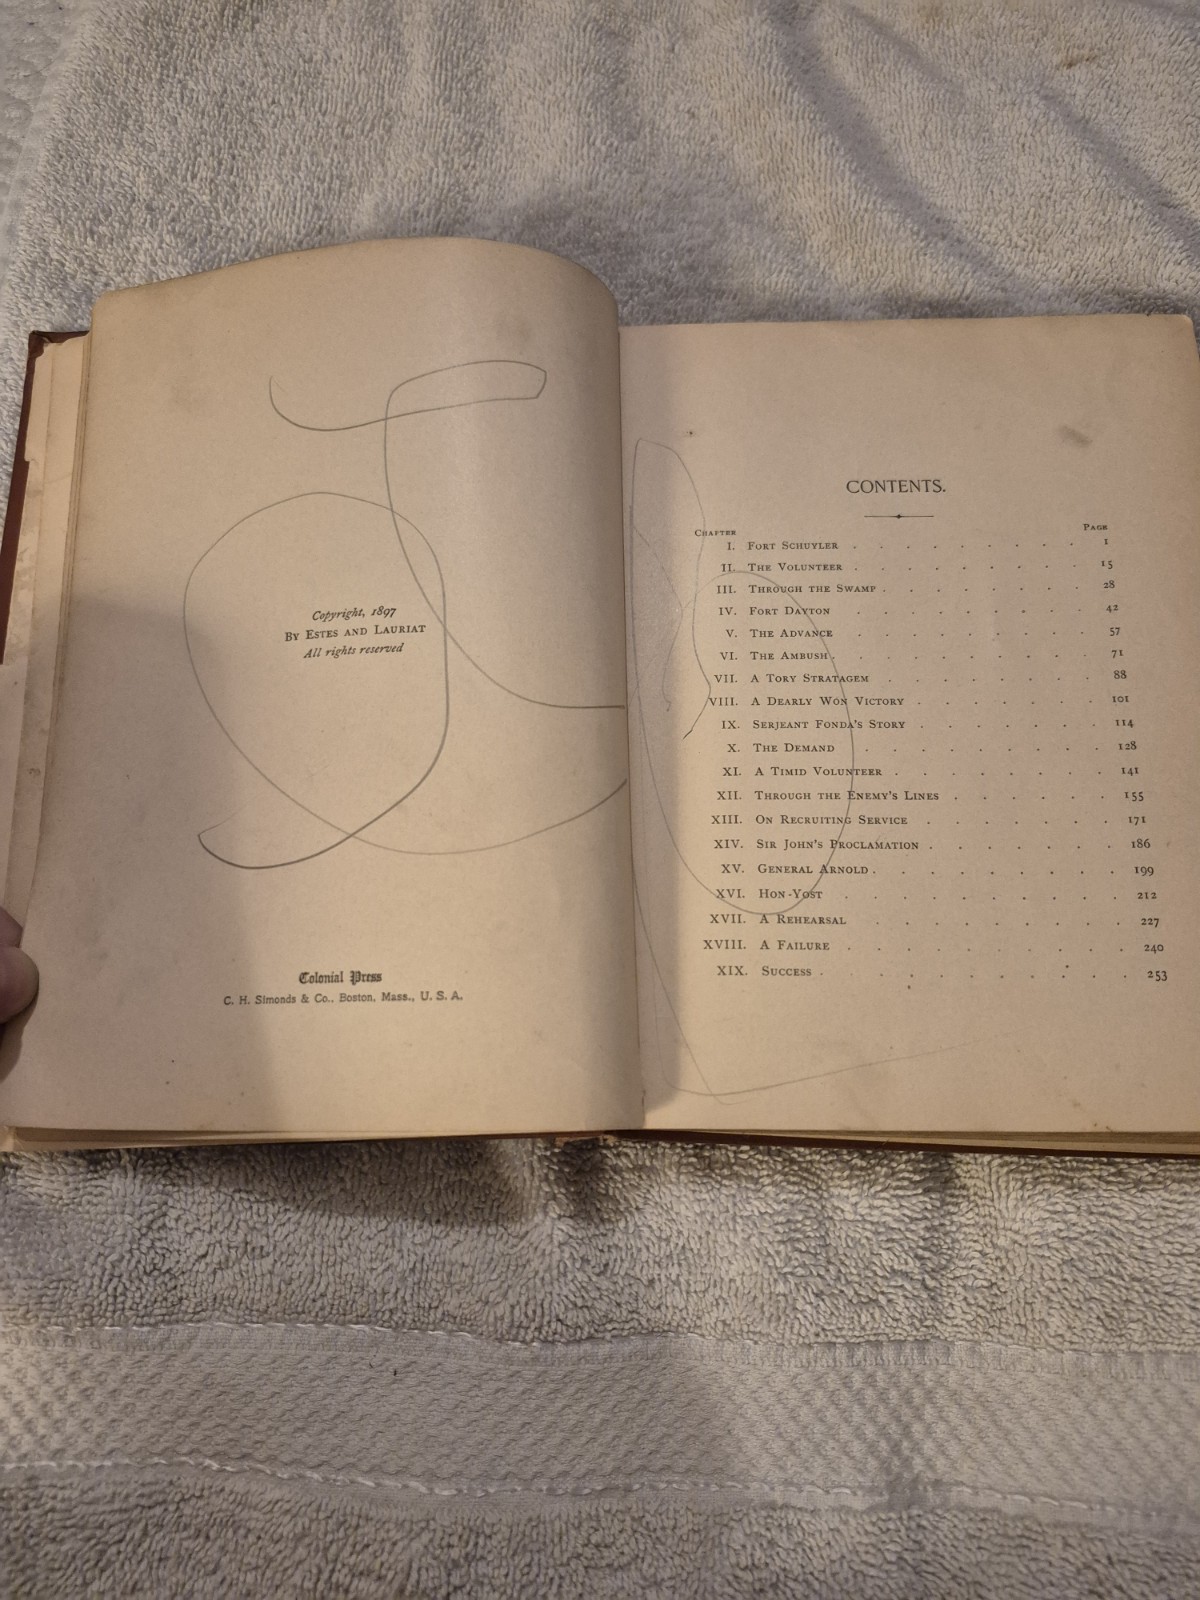 Copyright, 1897
By Estes and Lauriat
All rights reserved
Colonial Press
C. H. Simonds & Co., Boston, Mass., U. S. A.
CONTENTS.
Chapter Page
I. Fort Schuyler . . . . . . . . . 1
II. The Volunteer . . . . . . . . . 15
III. Through the Swamp . . . . . . . . 28
IV. Fort Dayton . . . . . . . . 42
V. The Advance . . . . . . . . . 57
VI. The Ambush . . . . . . . . . 71
VII. A Tory Stratagem . . . . . . . . 88
VIII. A Dearly Won Victory . . . . . . . 101
IX. Serjeant Fonda's Story . . . . . . . 114
X. The Demand . . . . . . . . . 128
XI. A Timid Volunteer . . . . . . . . 141
XII. Through the Enemy's Lines . . . . . . 155
XIII. On Recruiting Service . . . . . . . 171
XIV. Sir John's Proclamation . . . . . . . 186
XV. General Arnold . . . . . . . . . 199
XVI. Hon-Yost . . . . . . . . . . 212
XVII. A Rehearsal . . . . . . . . . 227
XVIII. A Failure . . . . . . . . . . 240
XIX. Success . . . . . . . . . . 253